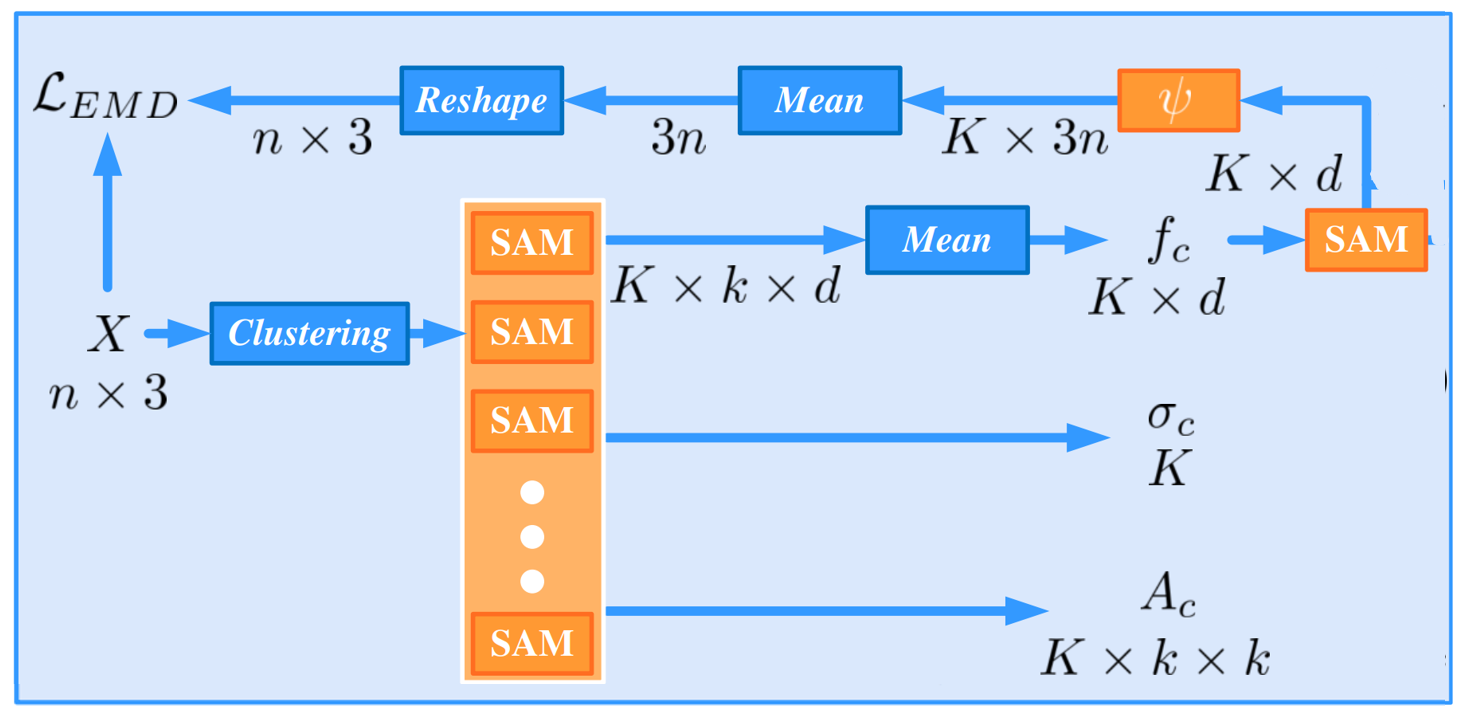 𝓛_EMD
Reshape
Mean
ψ
n × 3
3n
K × 3n
K × d
SAM
Mean
f_c
SAM
K × k × d
K × d
X
Clustering
SAM
n × 3
SAM
σ_c
K
A_c
SAM
K × k × k